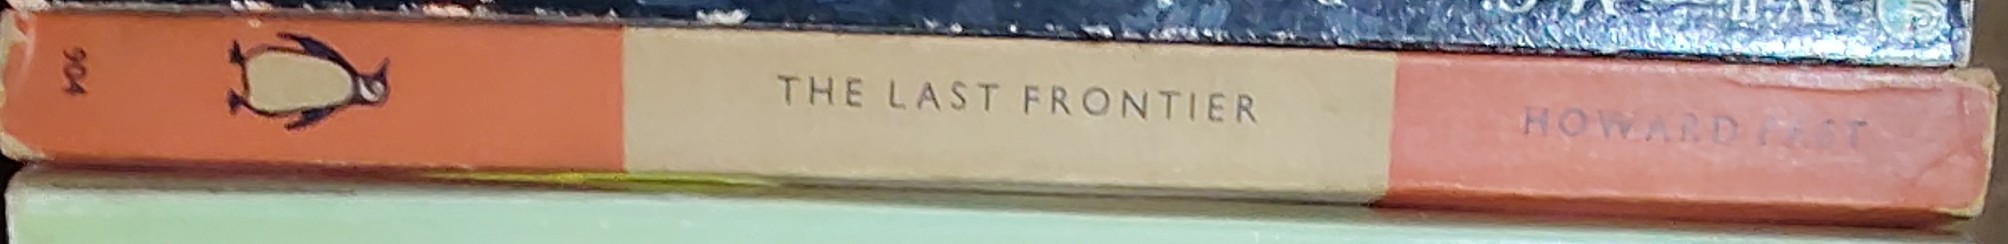 904
THE LAST FRONTIER
HOWARD FAST